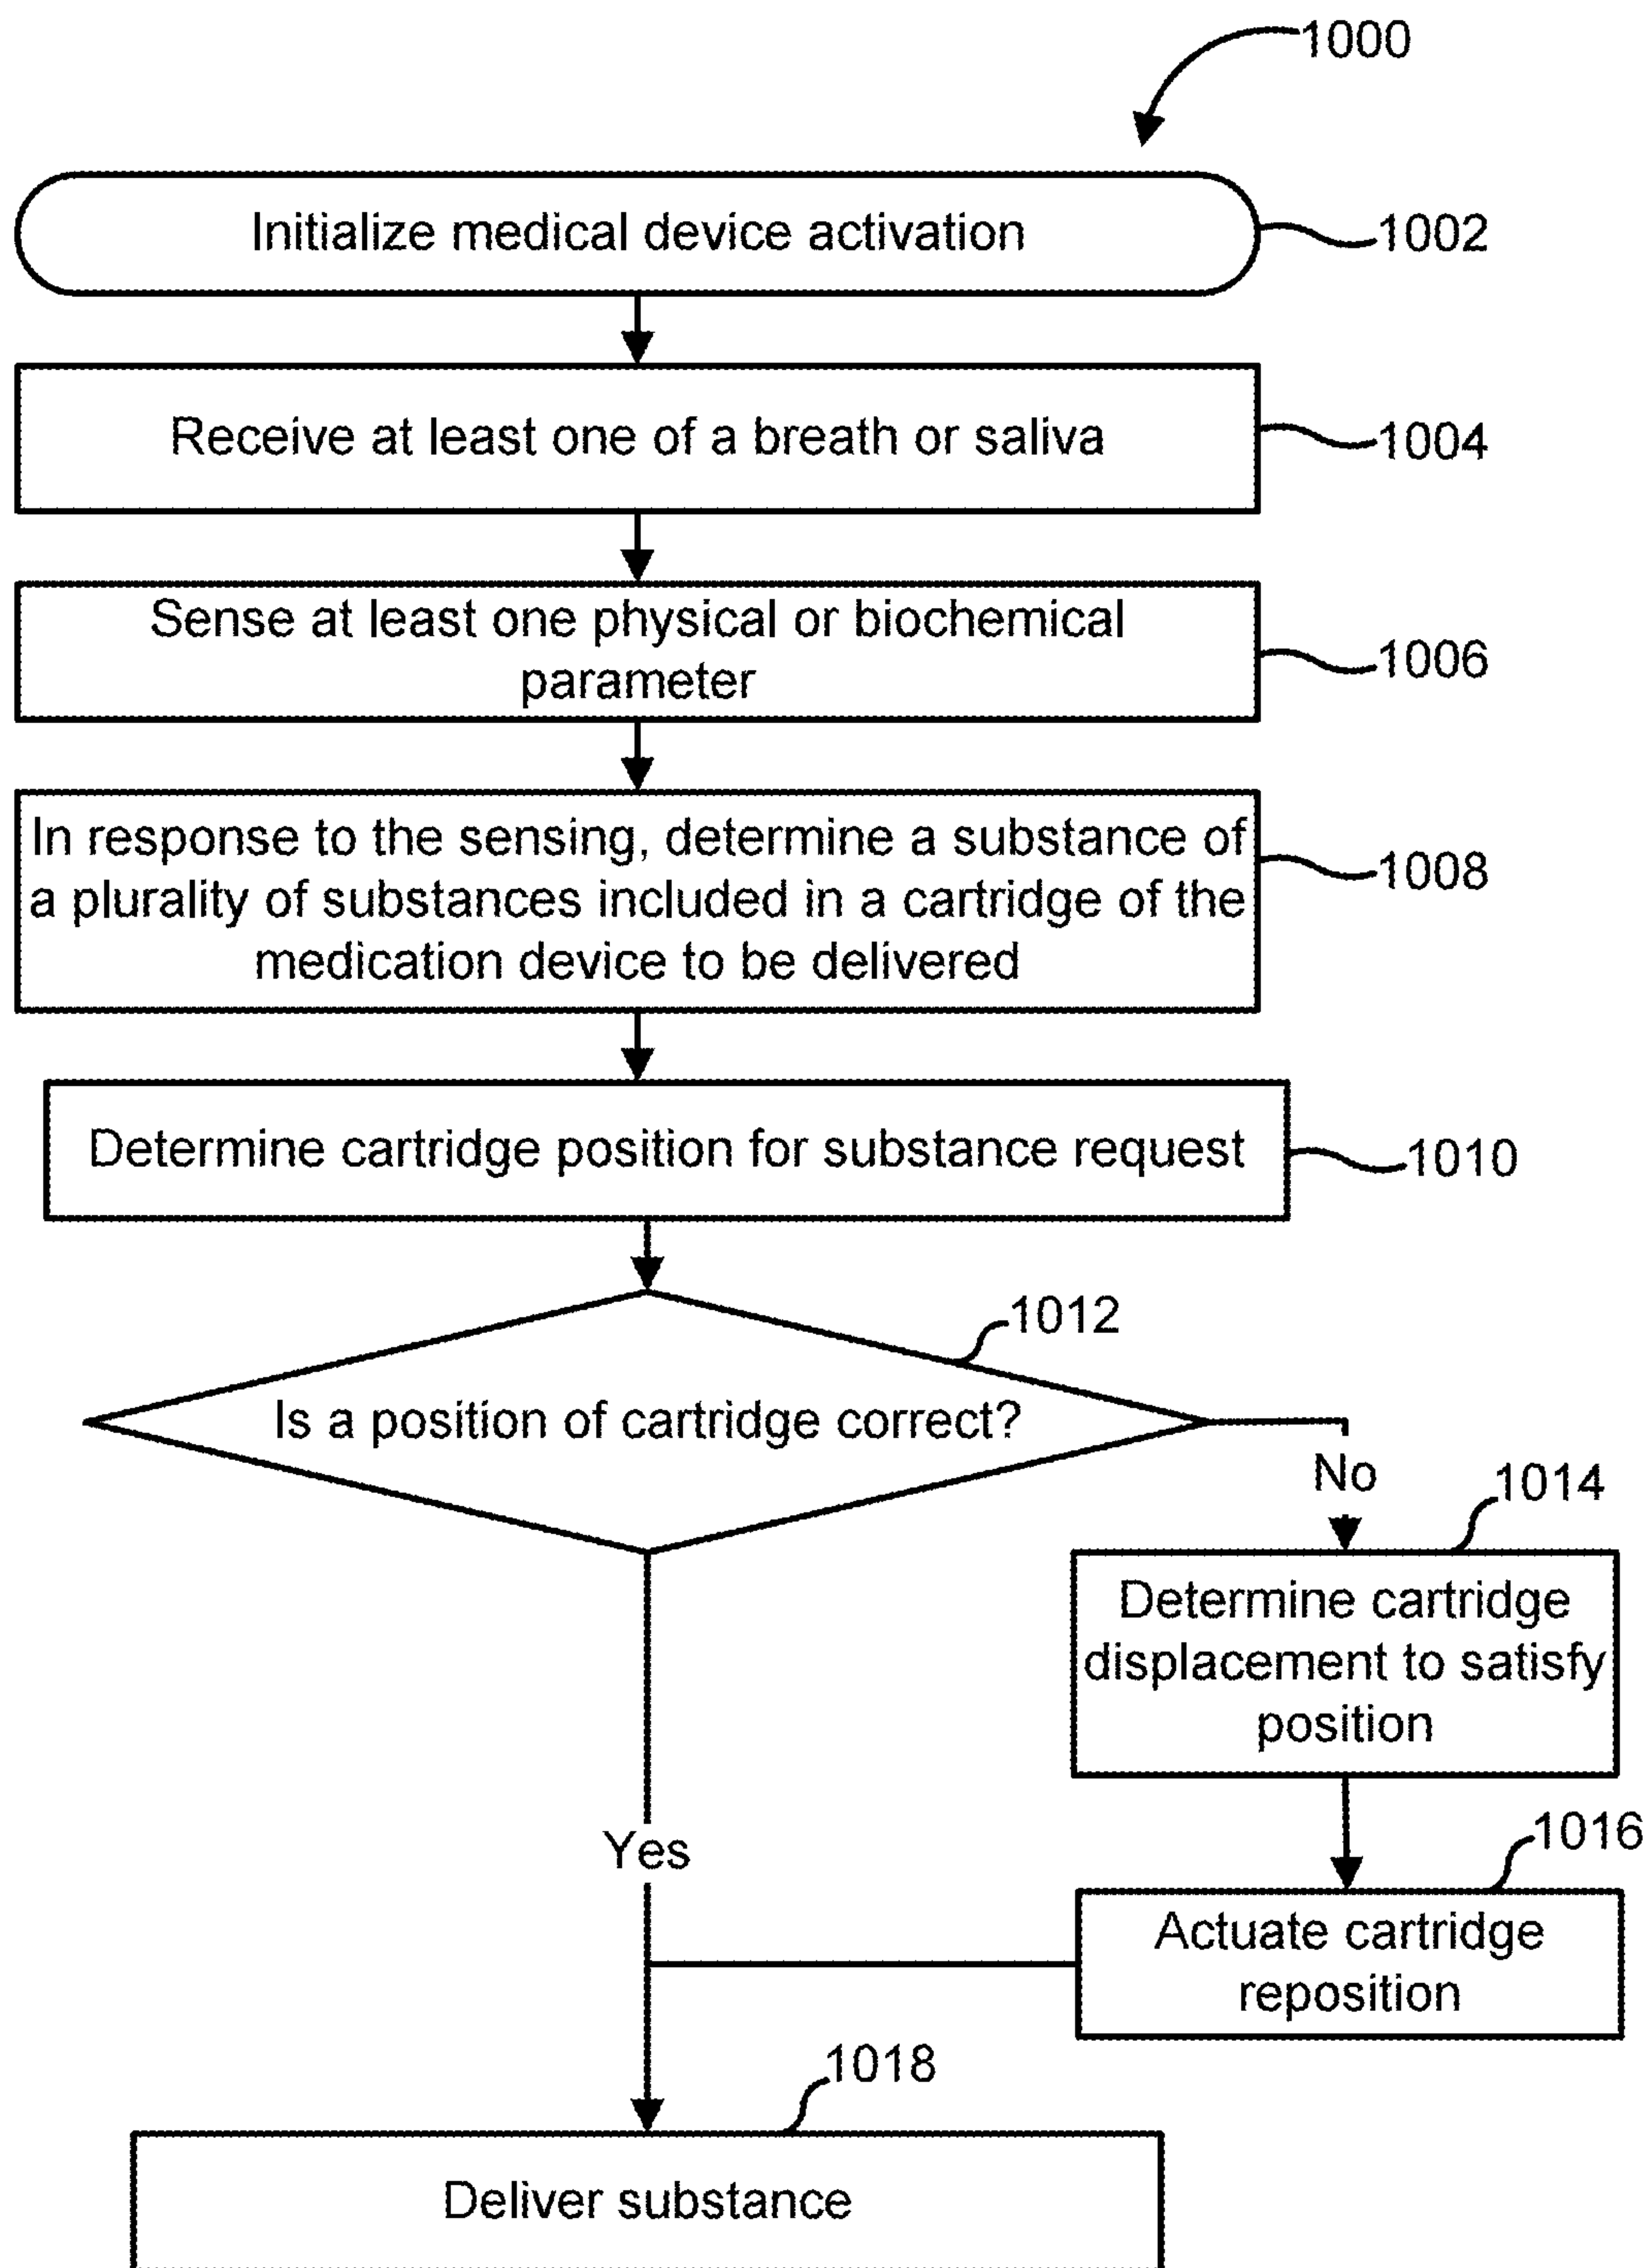 1000
Initialize medical device activation
1002
Receive at least one of a breath or saliva
1004
Sense at least one physical or biochemical
parameter
1006
In response to the sensing, determine a substance of
a plurality of substances included in a cartridge of the
medication device to be delivered
1008
Determine cartridge position for substance request
1010
1012
Is a position of cartridge correct?
No
1014
Determine cartridge
displacement to satisfy
position
Yes
1016
Actuate cartridge
reposition
1018
Deliver substance